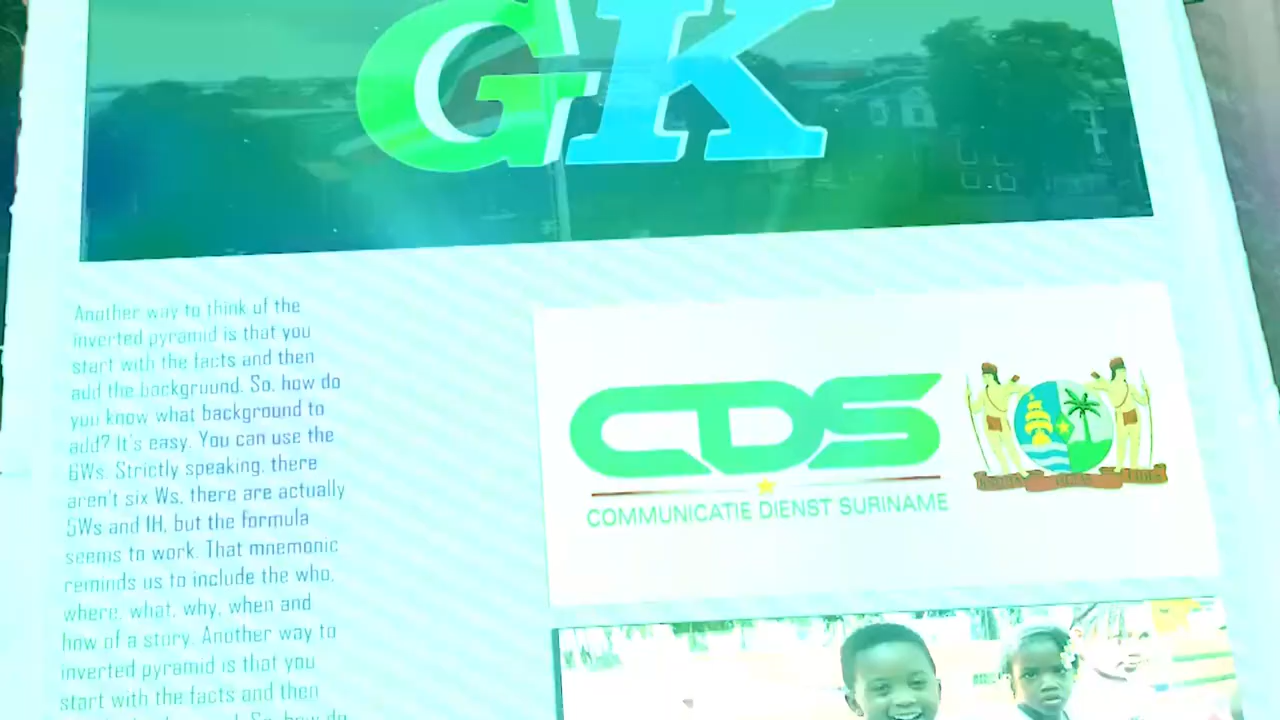 GK
Another way to think of the
inverted pyramid is that you
start with the facts and then
add the background. So, how do
you know what background to
add? It's easy. You can use the
6Ws. Strictly speaking, there
aren't six Ws, there are actually
5Ws and 1H, but the formula
seems to work. That mnemonic
reminds us to include the who,
where, what, why, when and
how of a story. Another way to
inverted pyramid is that you
start with the facts and then
CDS
COMMUNICATIE DIENST SURINAME